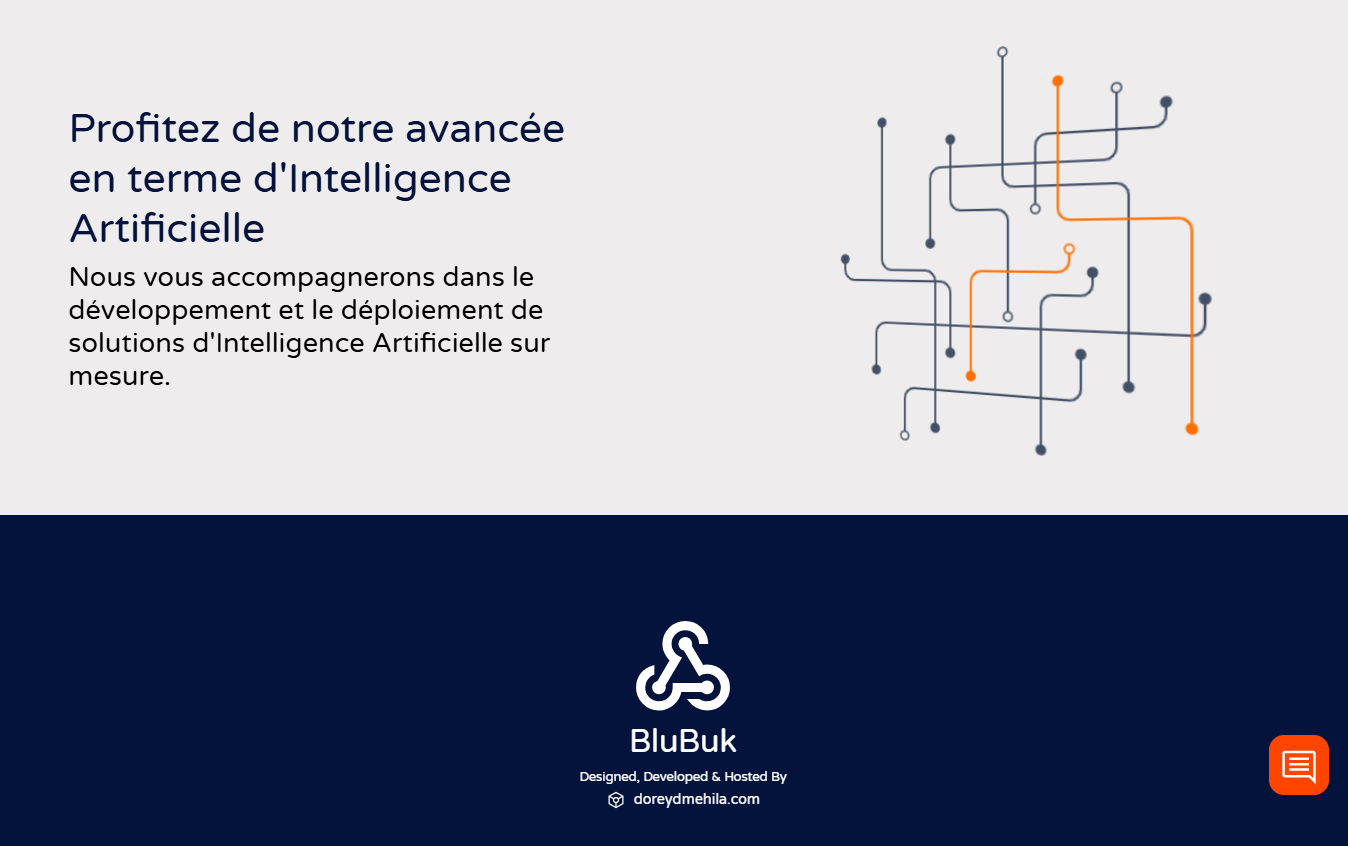 Profitez de notre avancée
en terme d'Intelligence
Artificielle
Nous vous accompagnerons dans le
développement et le déploiement de
solutions d'Intelligence Artificielle sur
mesure.
BluBuk
Designed, Developed & Hosted By
doreydmehila.com